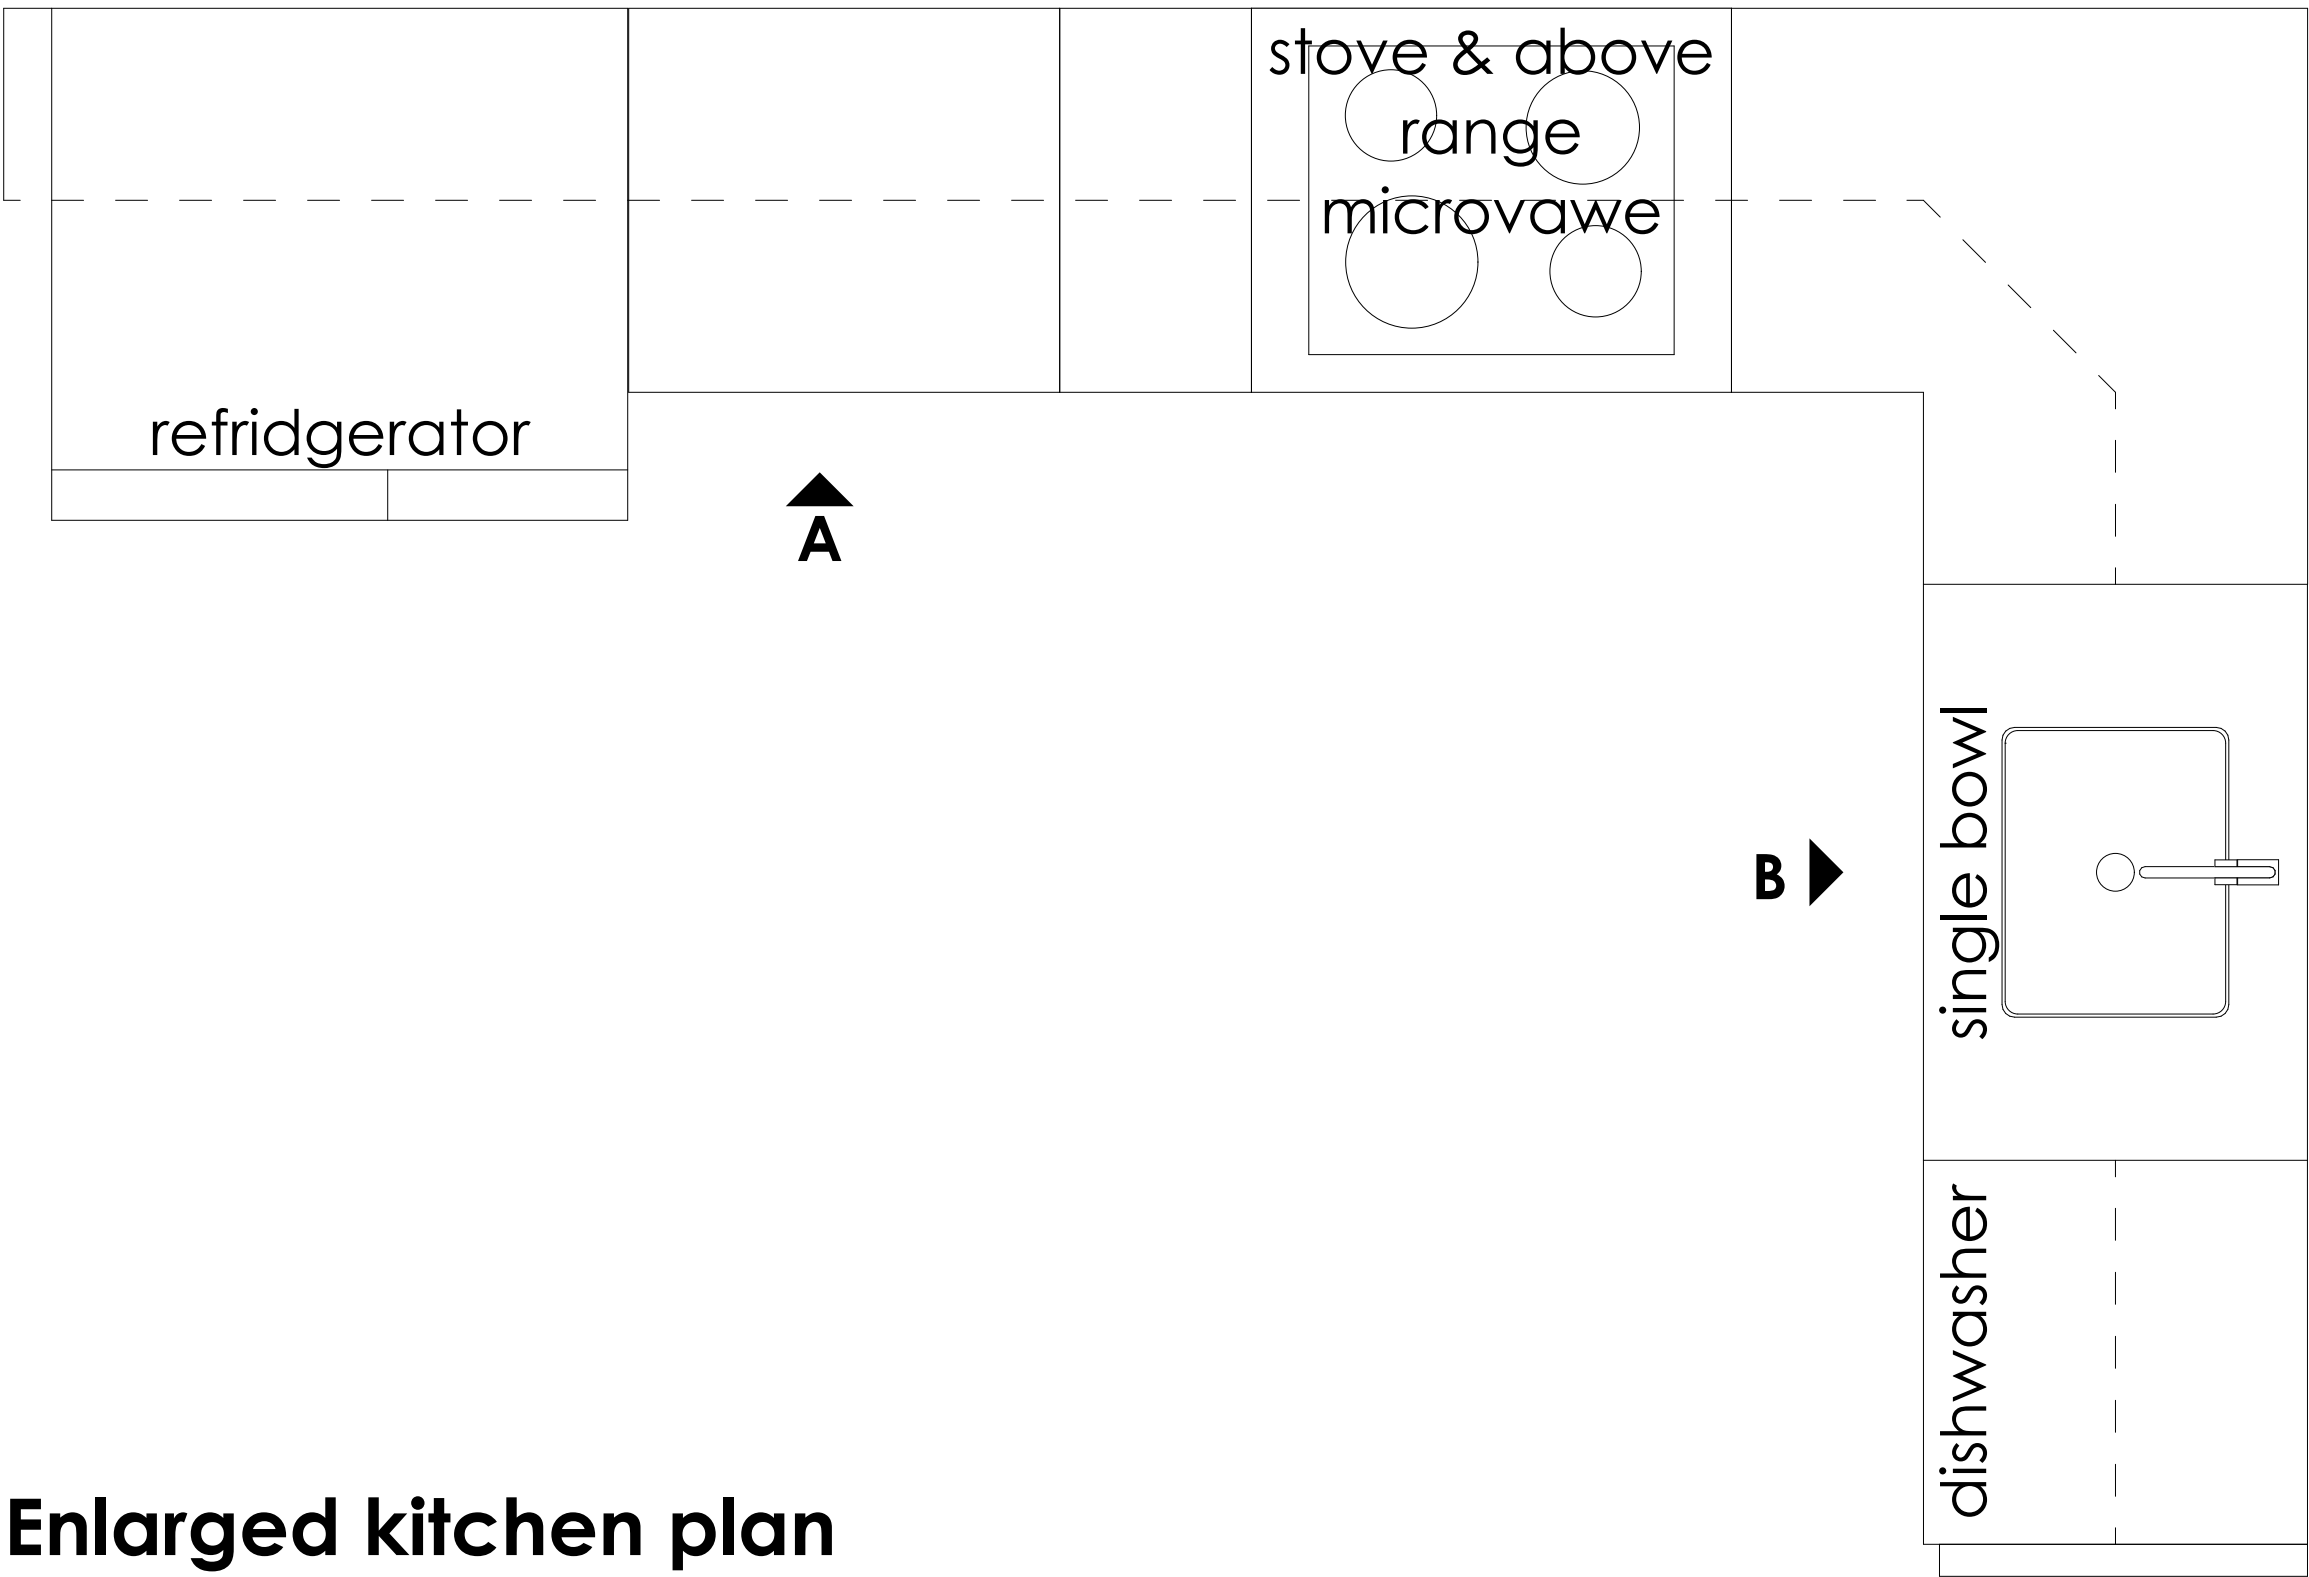 stove & above
range
microvawe
refridgerator
A
single bowl
B
dishwasher
Enlarged kitchen plan